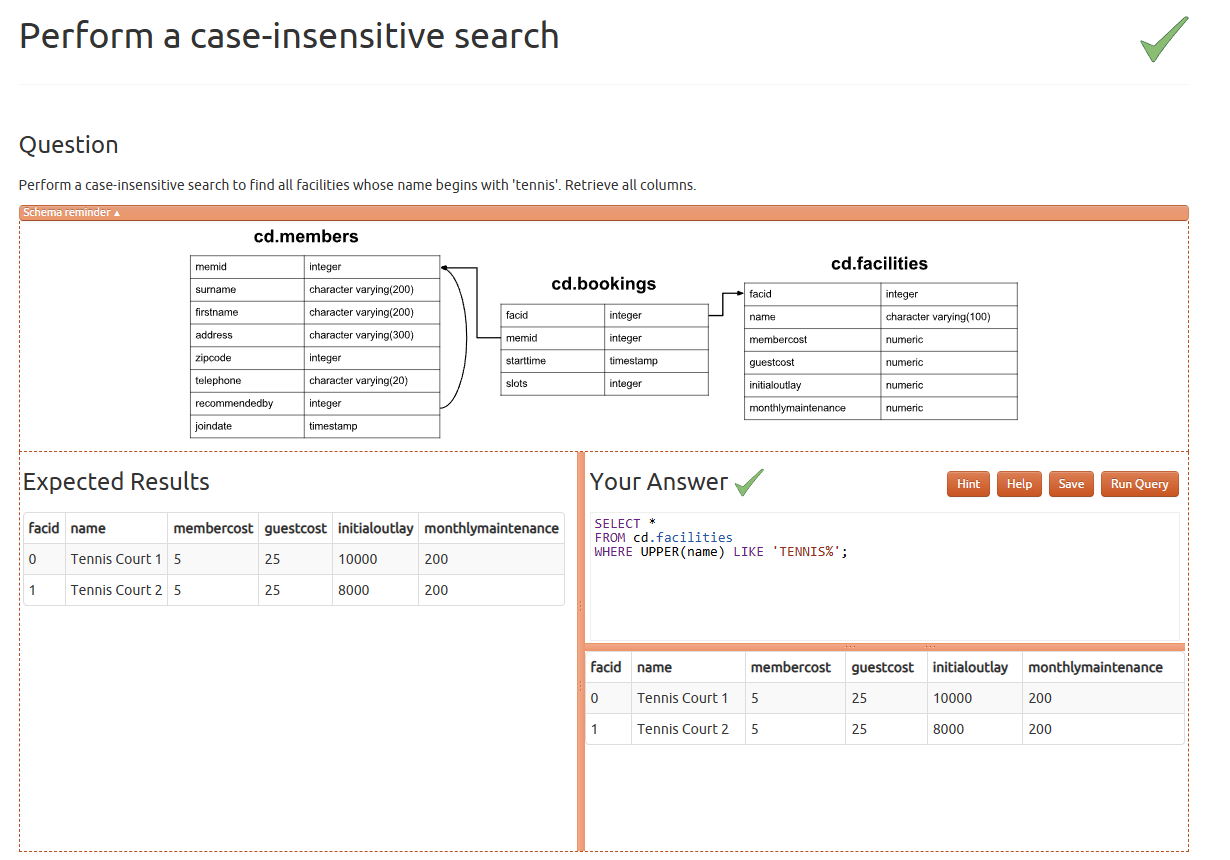 Perform a case-insensitive search
Question
Perform a case-insensitive search to find all facilities whose name begins with 'tennis'. Retrieve all columns.
Schema reminder ▲
cd.members
memid integer
surname character varying(200)
firstname character varying(200)
address character varying(300)
zipcode integer
telephone character varying(20)
recommendedby integer
joindate timestamp
cd.bookings
facid integer
memid integer
starttime timestamp
slots integer
cd.facilities
facid integer
name character varying(100)
membercost numeric
guestcost numeric
initialoutlay numeric
monthlymaintenance numeric
Expected Results
facid name membercost guestcost initialoutlay monthlymaintenance
0 Tennis Court 1 5 25 10000 200
1 Tennis Court 2 5 25 8000 200
Your Answer
Hint Help Save Run Query
SELECT *
FROM cd.facilities
WHERE UPPER(name) LIKE 'TENNIS%';
facid name membercost guestcost initialoutlay monthlymaintenance
0 Tennis Court 1 5 25 10000 200
1 Tennis Court 2 5 25 8000 200